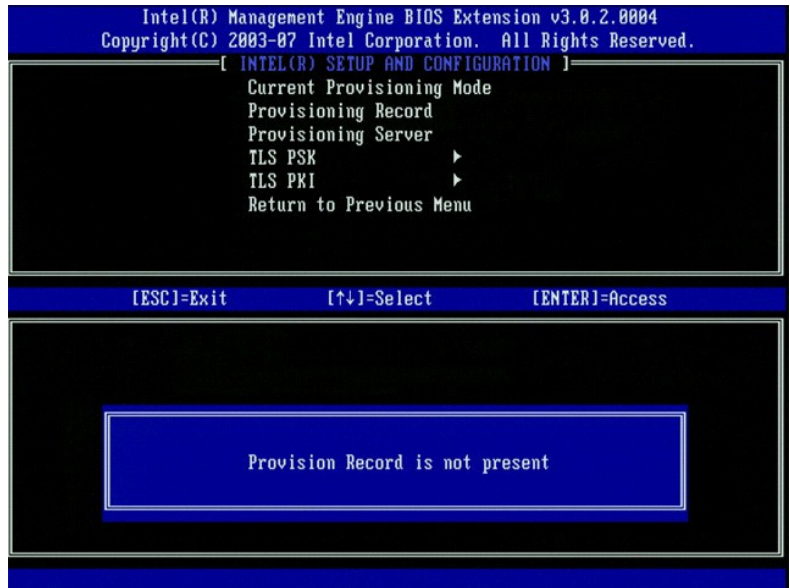 Intel(R) Management Engine BIOS Extension v3.0.2.0004
Copyright(C) 2003-07 Intel Corporation. All Rights Reserved.
[ INTEL(R) SETUP AND CONFIGURATION ]
Current Provisioning Mode
Provisioning Record
Provisioning Server
TLS PSK ►
TLS PKI ►
Return to Previous Menu
[ESC]=Exit [↑↓]=Select [ENTER]=Access
Provision Record is not present